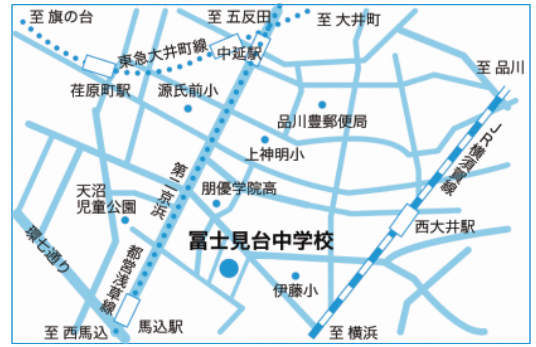 至 旗の台
至 五反田
至 大井町
東急大井町線
中延駅
至 品川
荏原町駅
源氏前小
品川豊郵便局
JR横須賀線
上神明小
第二京浜
天沼
児童公園
朋優学院高
西大井駅
環七通り
冨士見台中学校
都営浅草線
伊藤小
至 西馬込
馬込駅
至 横浜